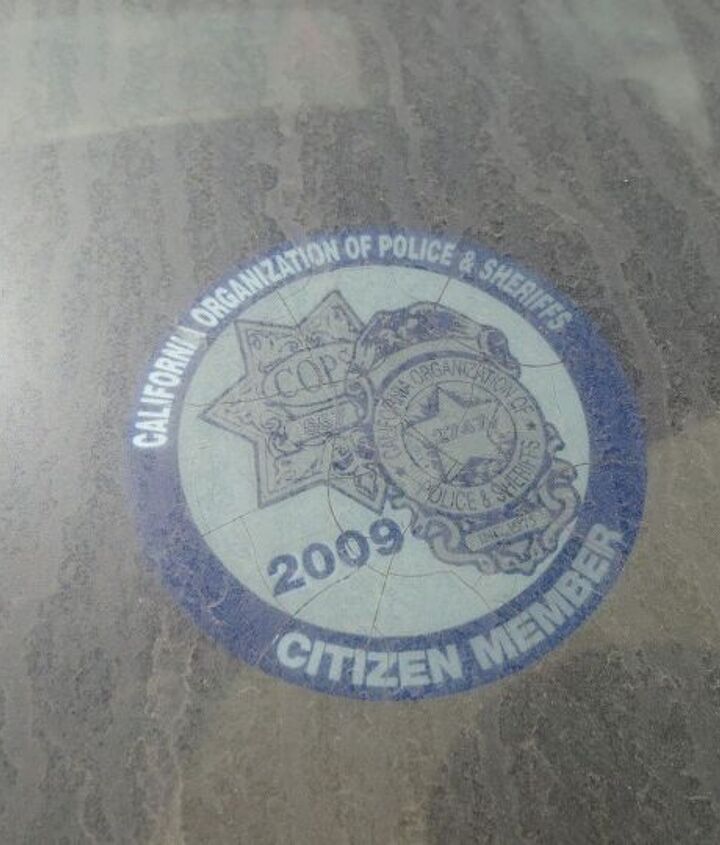 CALIFORNIA ORGANIZATION OF POLICE & SHERIFFS
COPS
CALIFORNIA ORGANIZATION OF
POLICE & SHERIFFS
2009
CITIZEN MEMBER